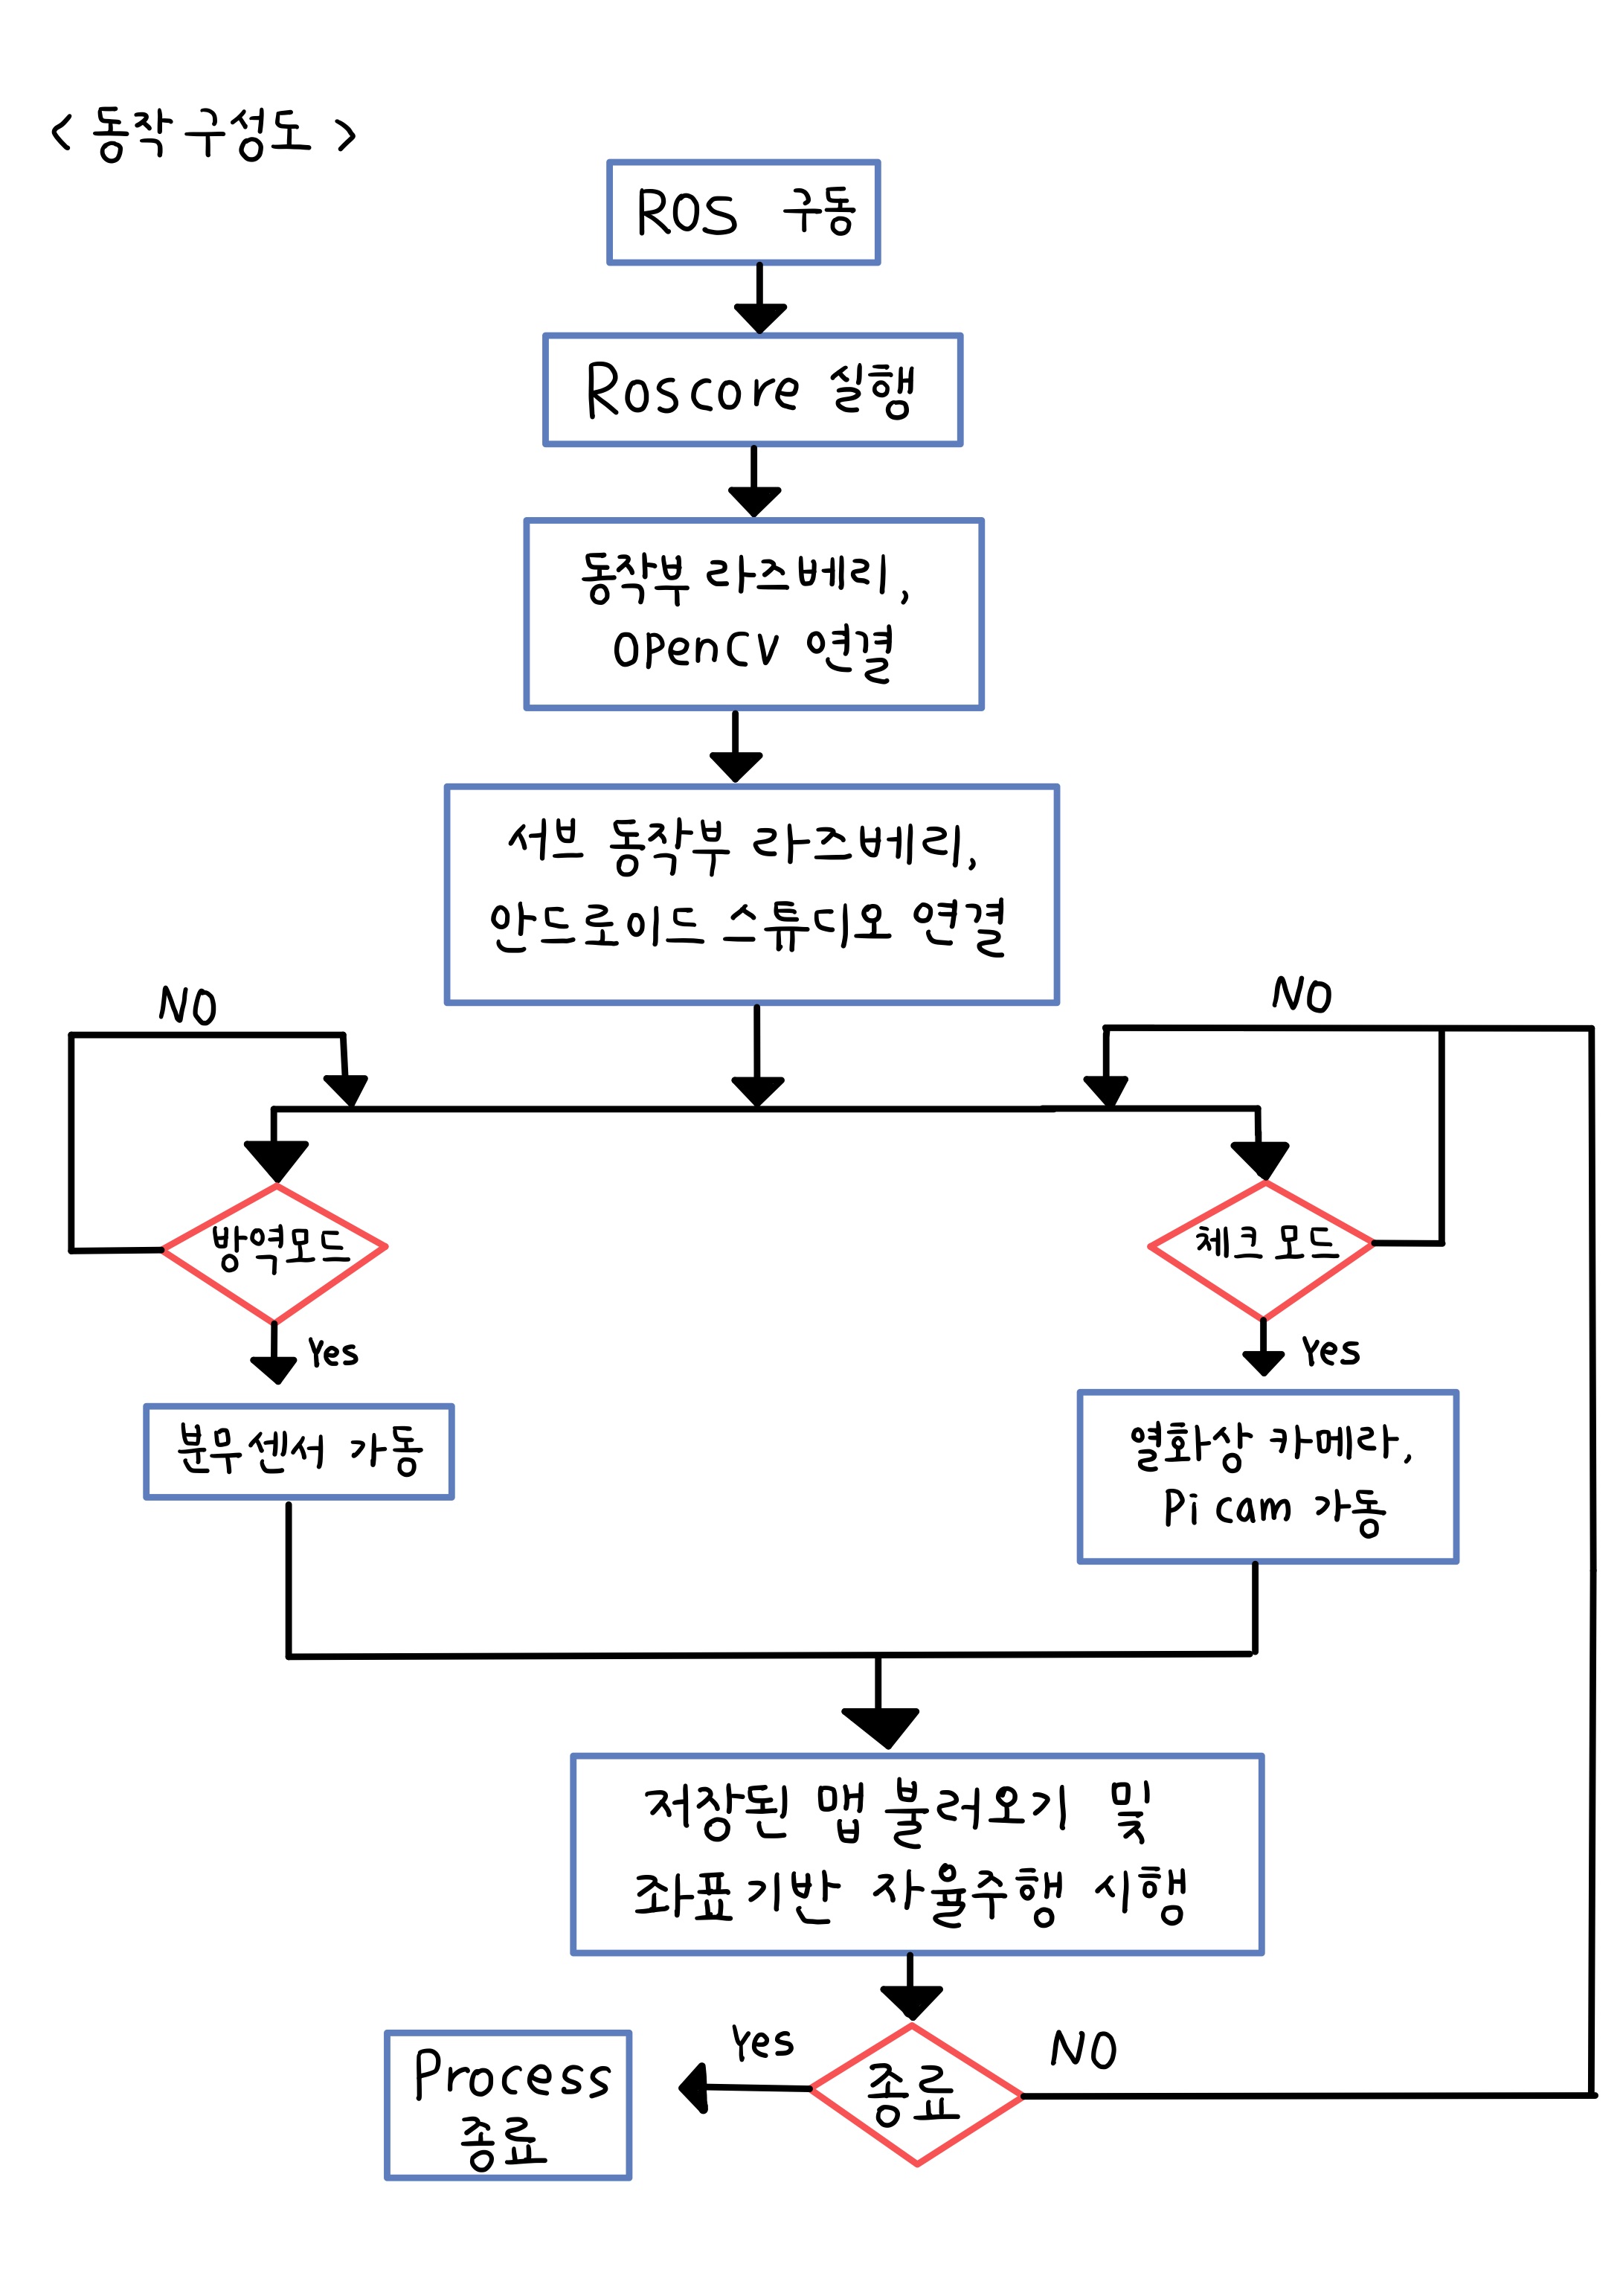 < 동작 구성도 >
ROS 구동
Roscore 실행
동작부 라즈베리,
OPenCV 연결
서브 동작부 라즈베리,
안드로이드 스튜디오 연결
NO
NO
방역모드
체크 모드
Yes
Yes
분무센서 가동
열화상 카메라,
Pi cam 가동
저장된 맵 불러오기 및
좌표기반 자율주행 시행
Yes
NO
Process
종료
종료